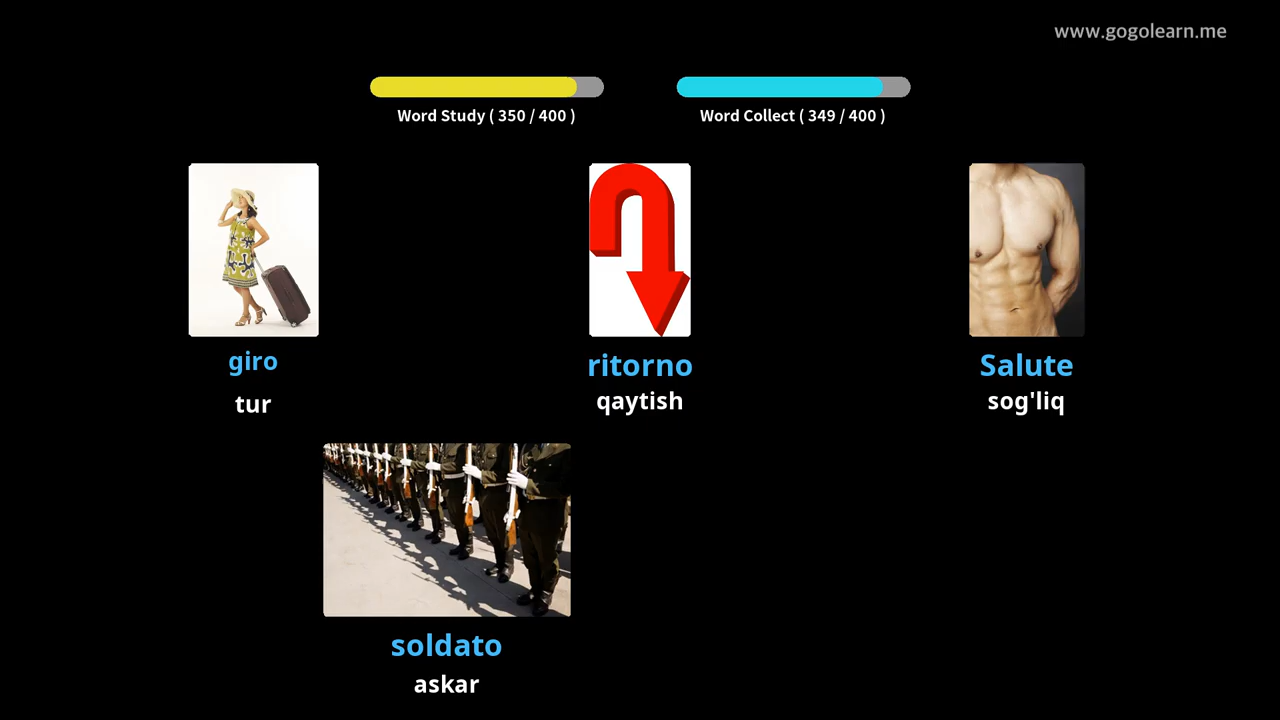 www.gogolearn.me
Word Study ( 350 / 400 )
Word Collect ( 349 / 400 )
giro
tur
ritorno
qaytish
Salute
sog'liq
soldato
askar